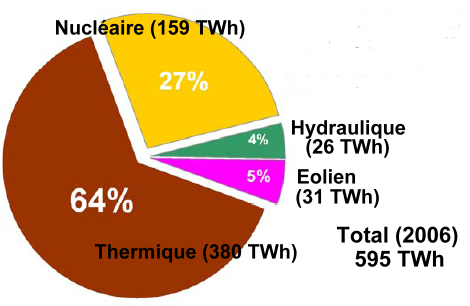 Nucléaire (159 TWh)
27%
Hydraulique
(26 TWh)
4%
Eolien
(31 TWh)
5%
64%
Thermique (380 TWh)
Total (2006)
595 TWh